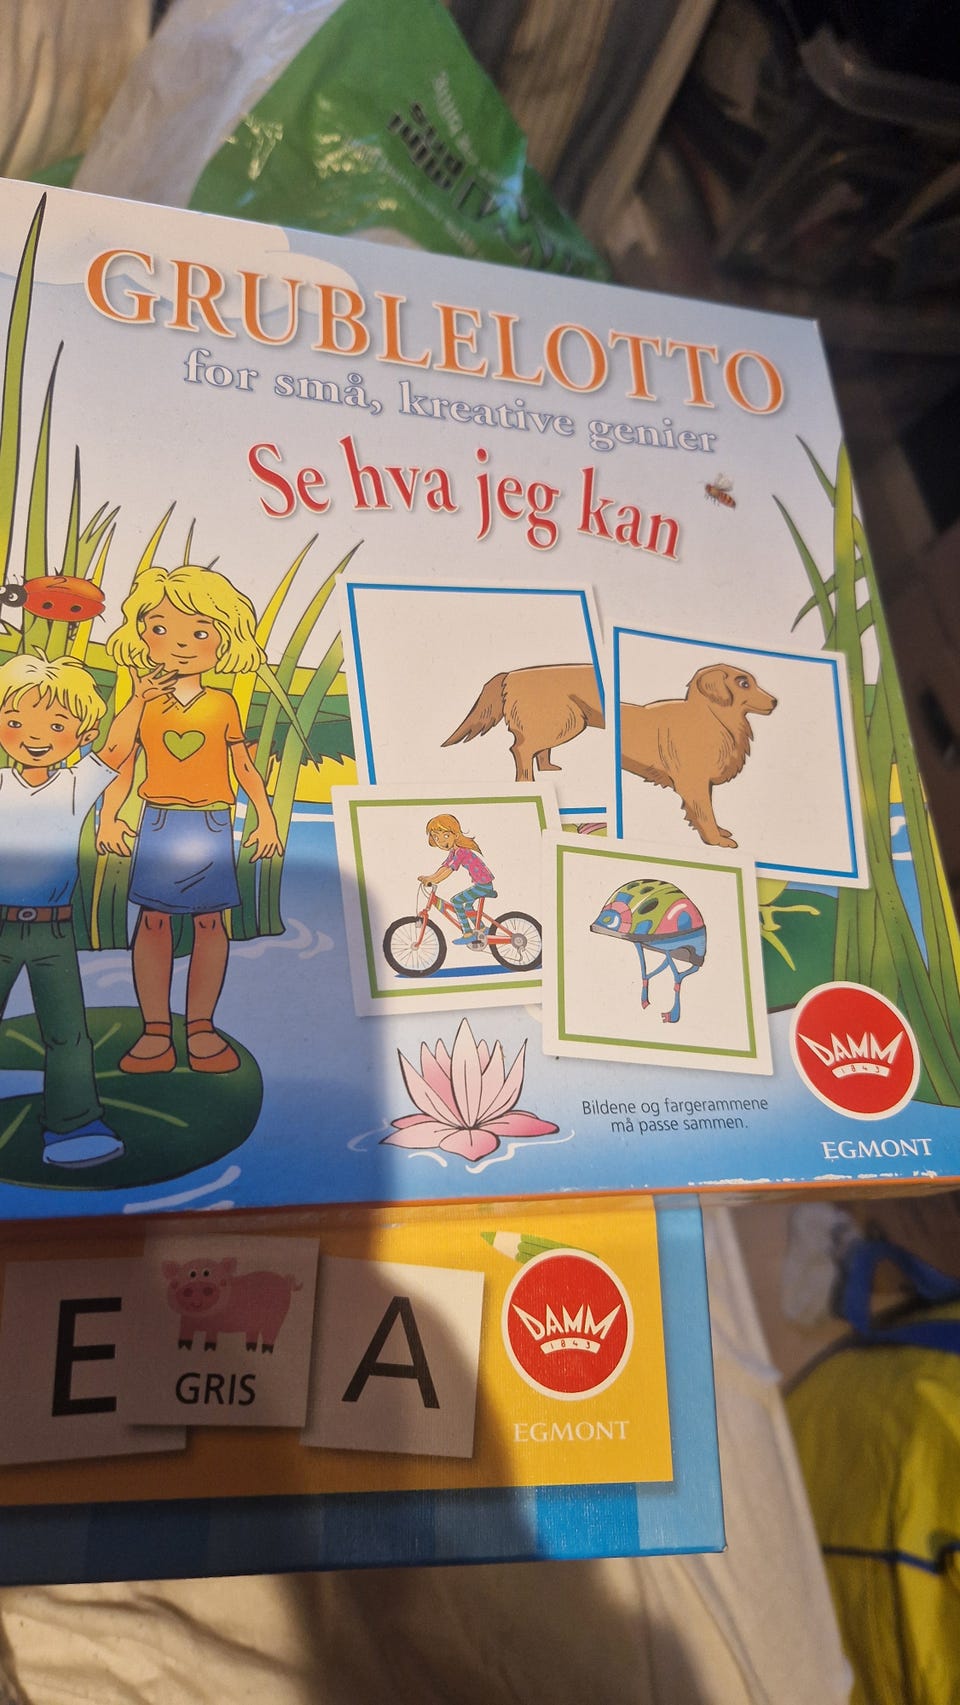 GRUBLELOTTO
for små, kreative genier
Se hva jeg kan
2
DAMM
1843
EGMONT
Bildene og fargerammene
må passe sammen.
E
GRIS
A
DAMM
1843
EGMONT